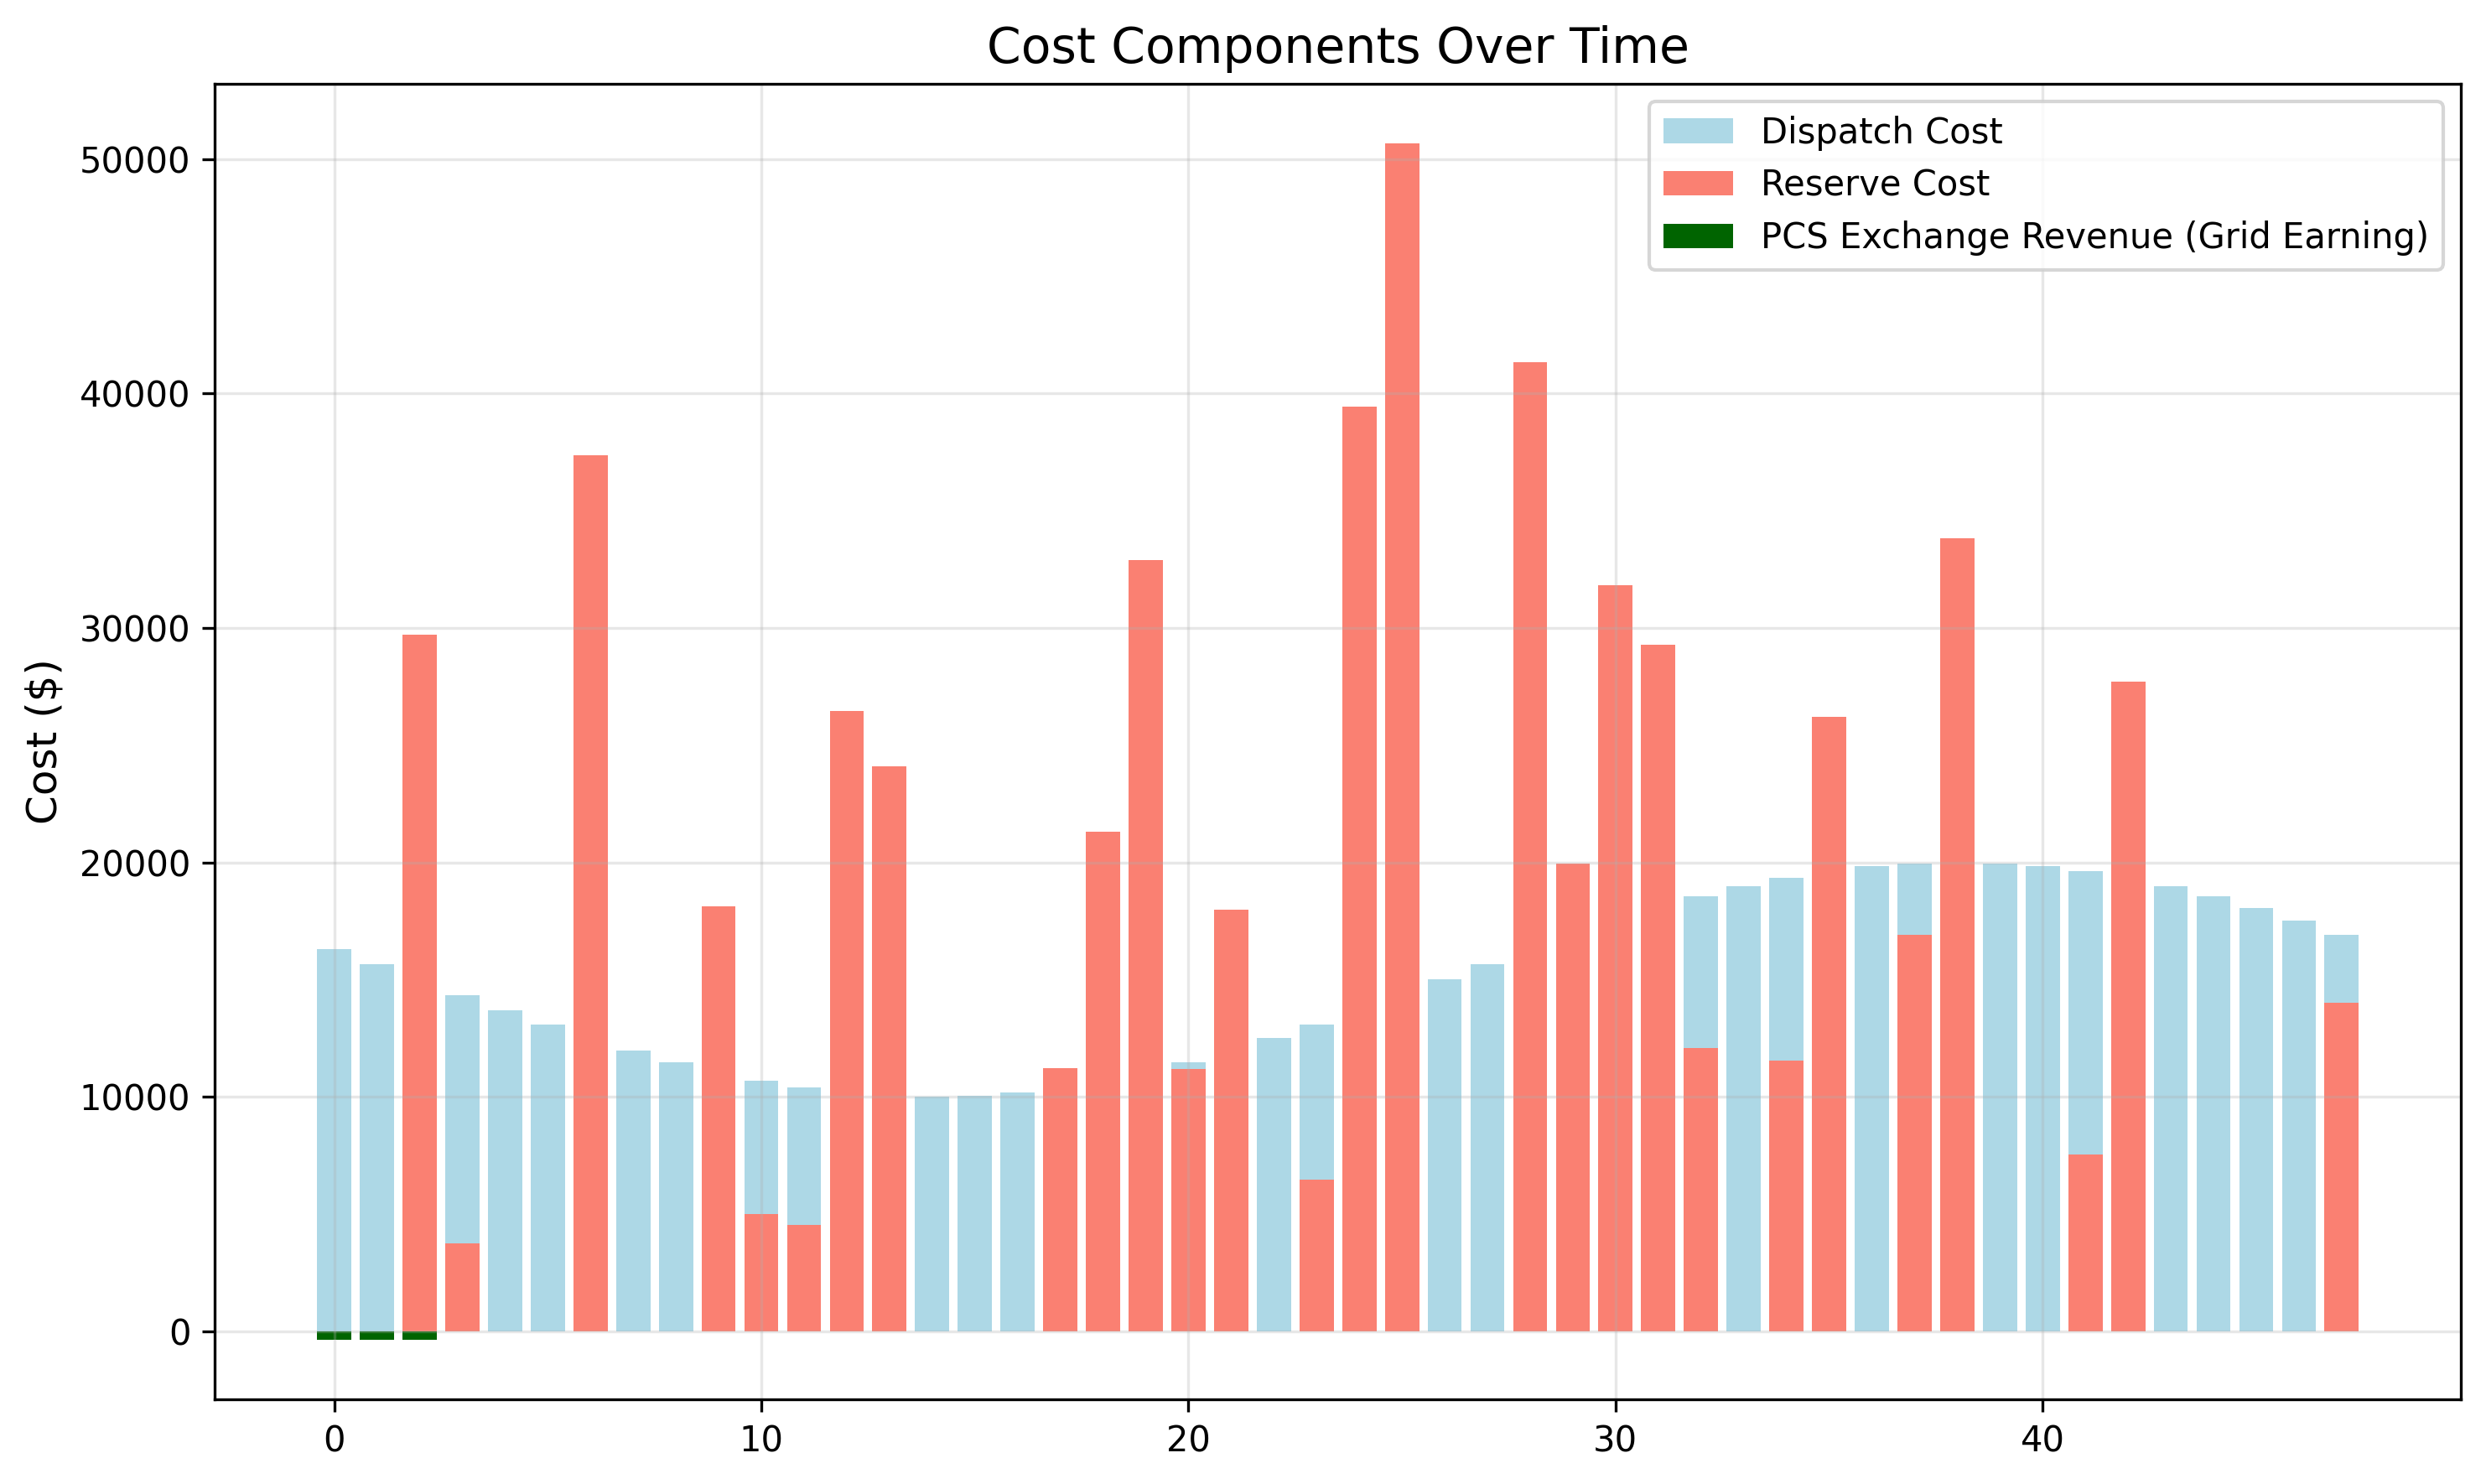 Cost Components Over Time
Dispatch Cost
Reserve Cost
PCS Exchange Revenue (Grid Earning)
Cost ($)
50000
40000
30000
20000
10000
0
0 10 20 30 40